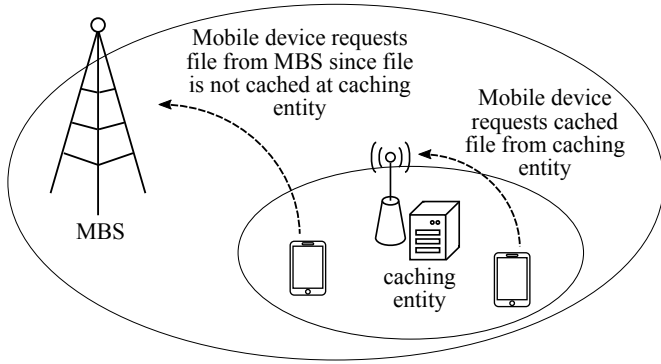 Mobile device requests
file from MBS since file
is not cached at caching
entity
Mobile device
requests cached
file from caching
entity
MBS
caching
entity